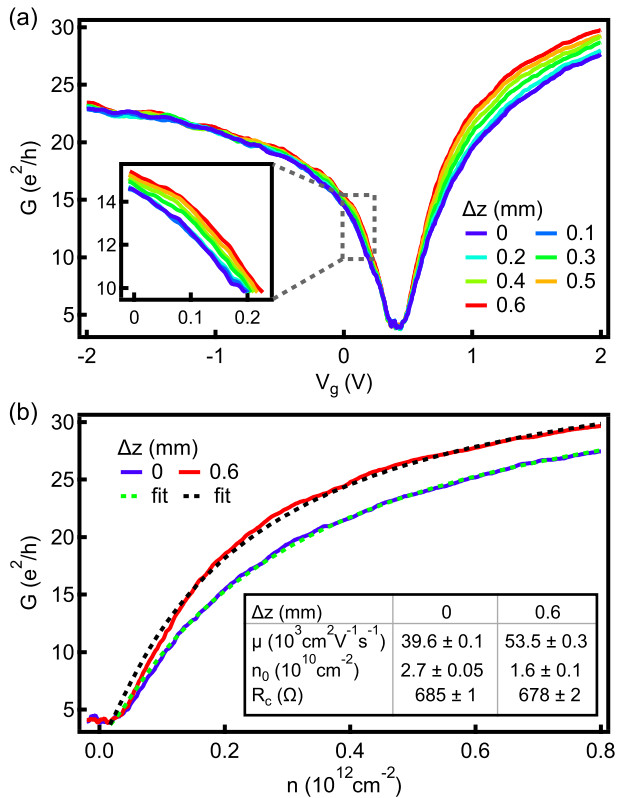 (a)
30
25
20
15
10
5
G (e²/h)
14
12
10
0 0.1 0.2
Δz (mm)
0 0.1
0.2 0.3
0.4 0.5
0.6
-2 -1 0 1 2
Vg (V)
(b)
30
25
20
15
10
5
G (e²/h)
Δz (mm)
0 0.6
fit fit
Δz (mm) 0 0.6
μ (10³cm²V⁻¹s⁻¹) 39.6 ± 0.1 53.5 ± 0.3
n₀ (10¹⁰cm⁻²) 2.7 ± 0.05 1.6 ± 0.1
Rc (Ω) 685 ± 1 678 ± 2
0.0 0.2 0.4 0.6 0.8
n (10¹²cm⁻²)